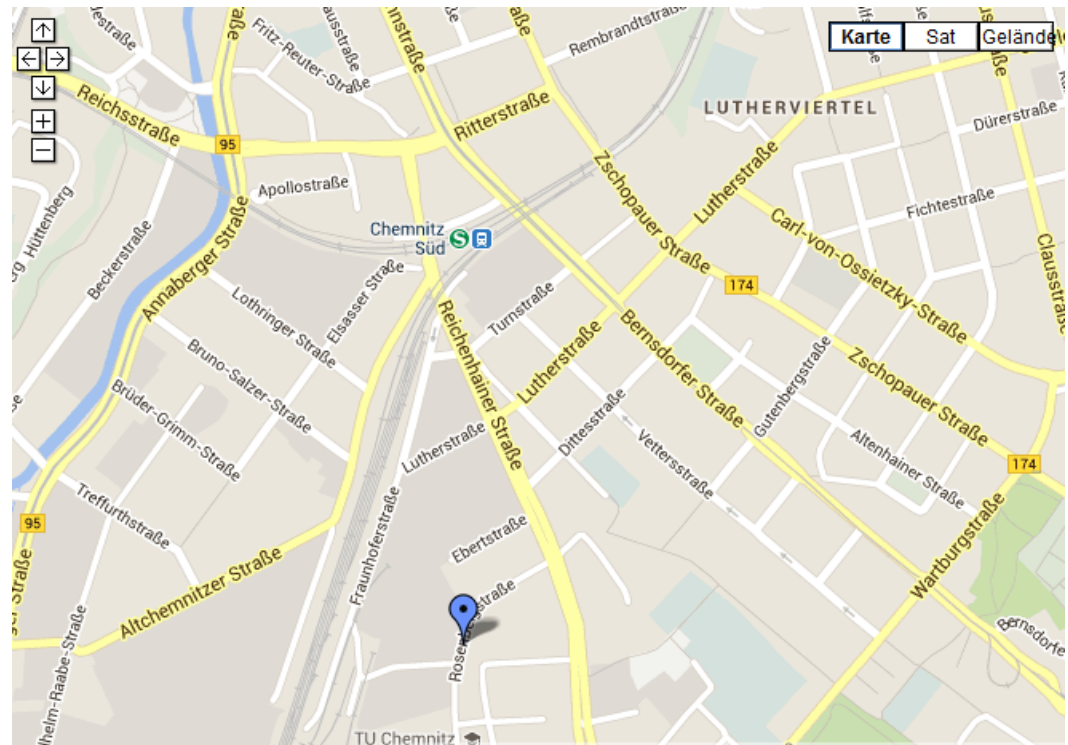 Karte
Sat
Gelände
Fritz-Reuter-Straße
Rembrandtstraße
LUTHERVIERTEL
Dürerstraße
Reichsstraße
95
Ritterstraße
Zschopauer Straße
Lutherstraße
Fichtestraße
Apollostraße
Chemnitz
Süd
S
Hüttenberg
Beckerstraße
Annaberger Straße
Carl-von-Ossietzky-Straße
Clausstraße
174
Elsasser Straße
Lothringer Straße
Turnstraße
Reichenhainer Straße
Bernsdorfer Straße
Lutherstraße
Bruno-Salzer-Straße
Gutenbergstraße
Zschopauer Straße
Brüder-Grimm-Straße
Lutherstraße
Dittesstraße
Vettersstraße
Altenhainer Straße
174
Treffurthstraße
95
Ebertstraße
Fraunhoferstraße
Wartburgstraße
Altchemnitzer Straße
Bernsdorfer
TU Chemnitz